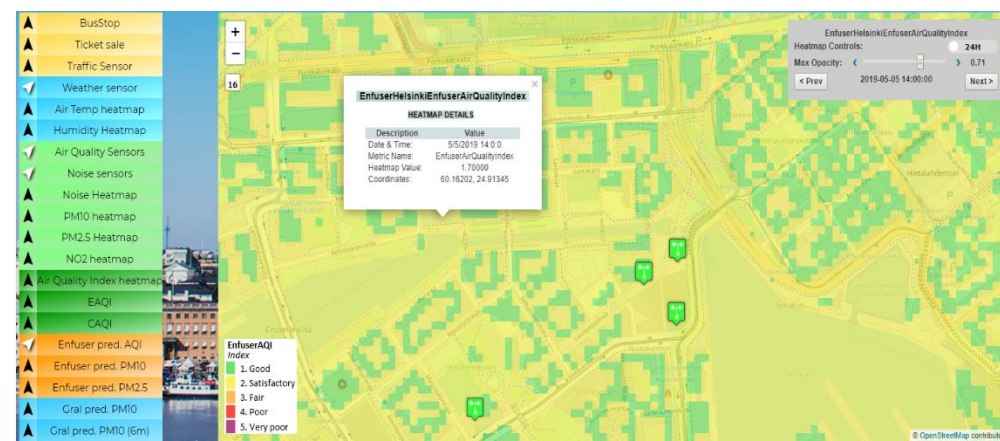 BusStop
Ticket sale
Traffic Sensor
Weather sensor
Air Temp heatmap
Humidity Heatmap
Air Quality Sensors
Noise sensors
Noise Heatmap
PM10 heatmap
PM2.5 Heatmap
NO2 heatmap
Air Quality Index heatmap
EAQI
CAQI
Enfuser pred. AQI
Enfuser pred. PM10
Enfuser pred. PM2.5
Gral pred. PM10
Gral pred. PM10 (6m)
+
−
16
EnfuserHelsinkiEnfuserAirQualityIndex
×
HEATMAP DETAILS
Description Value
Date & Time: 5/5/2019 14:0:0
Metric Name: EnfuserAirQualityIndex
Heatmap Value: 1.70000
Coordinates: 60.16202, 24.91345
EnfuserHelsinkiEnfuserAirQualityIndex
Heatmap Controls: 24H
Max Opacity: 0.71
< Prev 2019-05-05 14:00:00 Next >
Porkkalankatu
Hietalahdentori
Crusellinsilta
EnfuserAQI
Index
1. Good
2. Satisfactory
3. Fair
4. Poor
5. Very poor
© OpenStreetMap